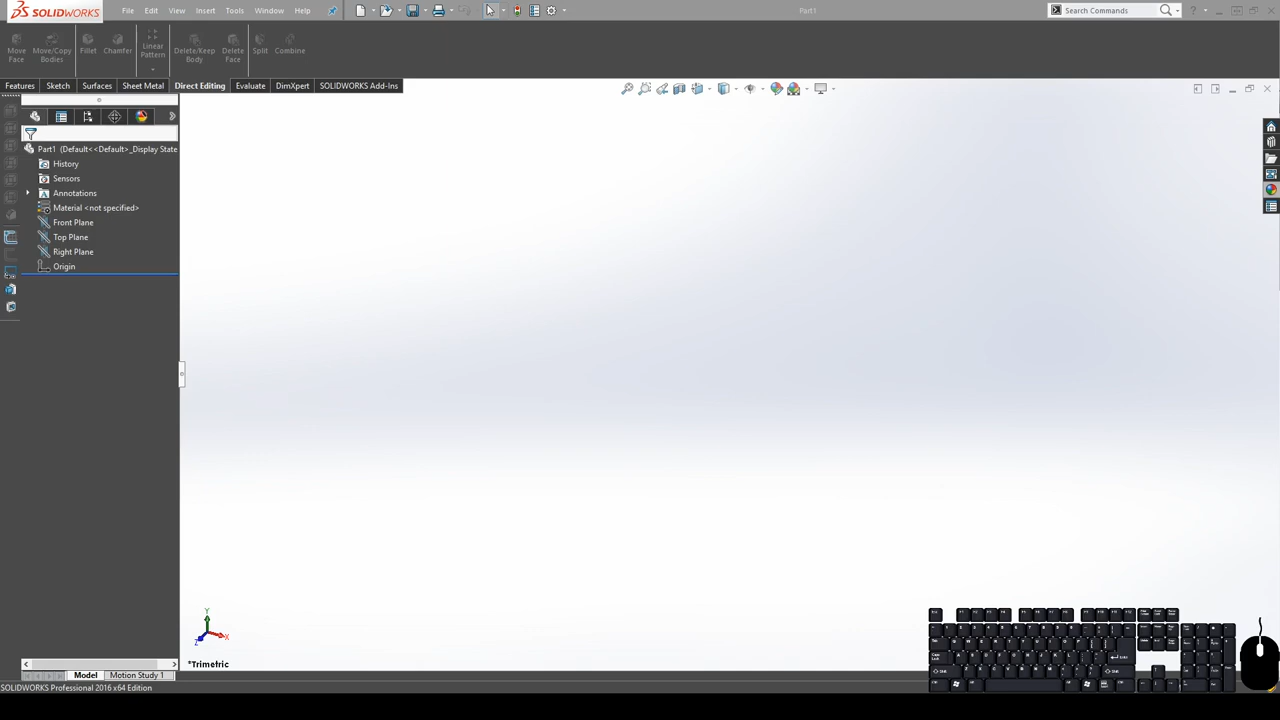 SOLIDWORKS File Edit View Insert Tools Window Help Part1 Search Commands
Move Face Move/Copy Bodies Fillet Chamfer Linear Pattern Delete/Keep Body Delete Face Split Combine
Features Sketch Surfaces Sheet Metal Direct Editing Evaluate DimXpert SOLIDWORKS Add-Ins
Part1 (Default<<Default>_Display State
History
Sensors
Annotations
Material <not specified>
Front Plane
Top Plane
Right Plane
Origin
Y
X
Z
*Trimetric
Model Motion Study 1
SOLIDWORKS Professional 2016 x64 Edition